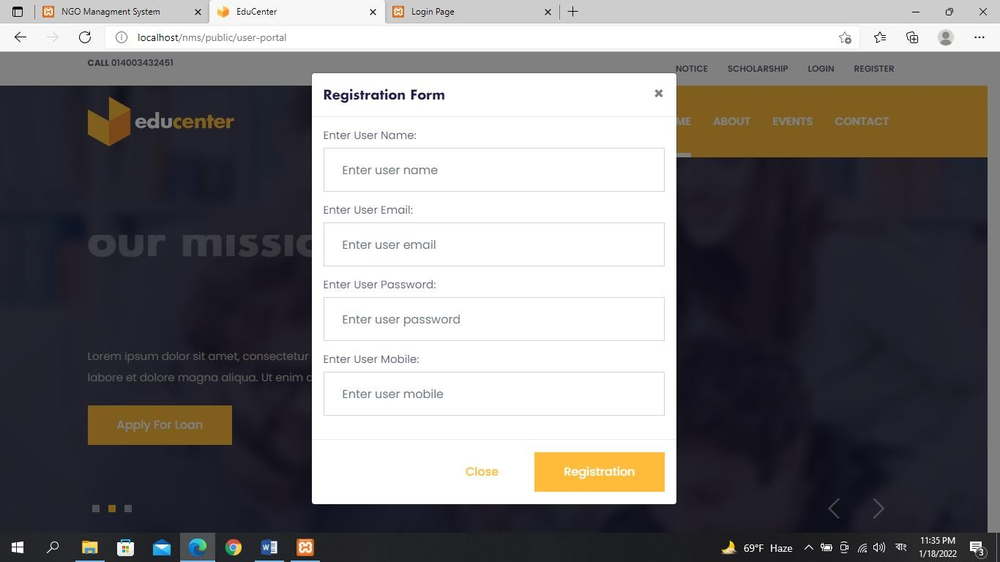 NGO Managment System
EduCenter
Login Page
localhost/nms/public/user-portal
CALL 014003432451
NOTICE SCHOLARSHIP LOGIN REGISTER
educenter
ME ABOUT EVENTS CONTACT
Registration Form
Enter User Name:
Enter user name
Enter User Email:
Enter user email
Enter User Password:
Enter user password
Enter User Mobile:
Enter user mobile
Close Registration
our missio
Lorem ipsum dolor sit amet, consectetur
labore et dolore magna aliqua. Ut enim a
Apply For Loan
69°F Haze
বাং
11:35 PM
1/18/2022
3